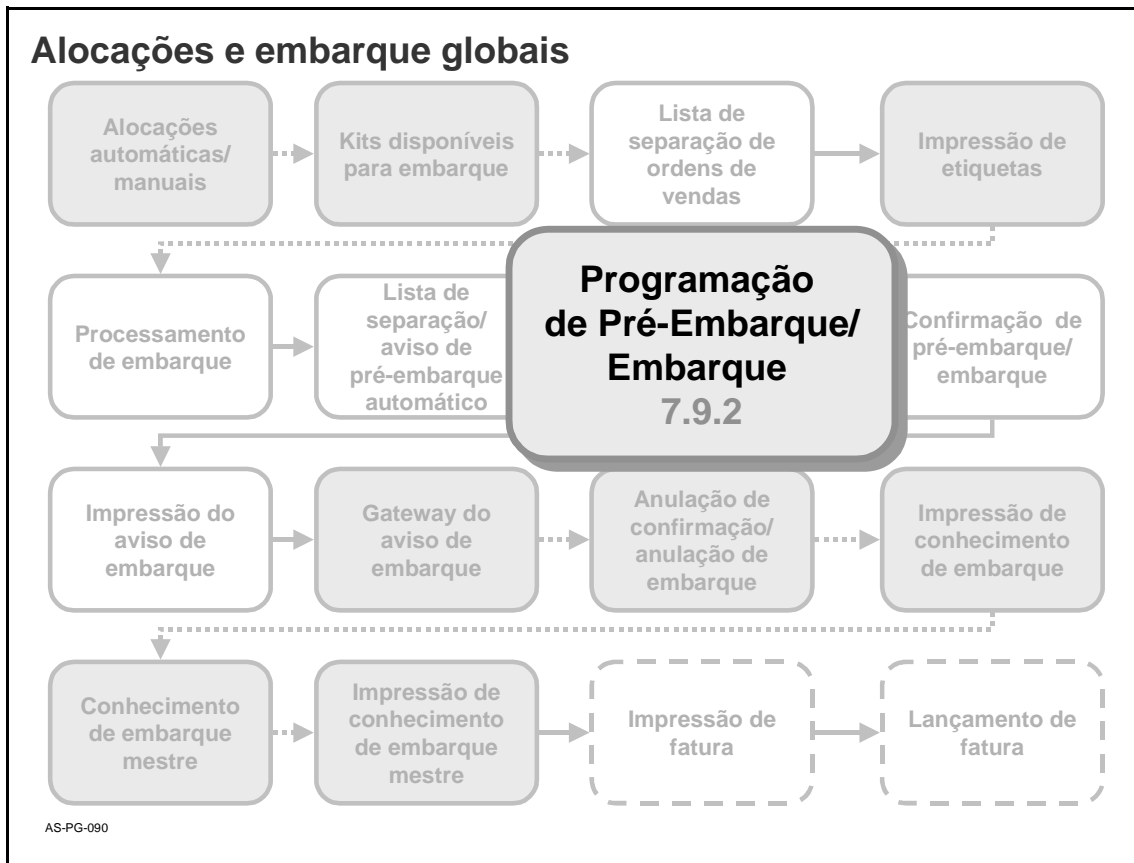 Alocações e embarque globais
Alocações
automáticas/
manuais
Kits disponíveis
para embarque
Lista de
separação de
ordens de
vendas
Impressão de
etiquetas
Processamento
de embarque
Lista de
separação/
aviso de
pré-embarque
automático
Programação
de Pré-Embarque/
Embarque
7.9.2
Confirmação de
pré-embarque/
embarque
Impressão do
aviso de
embarque
Gateway do
aviso de
embarque
Anulação de
confirmação/
anulação de
embarque
Impressão de
conhecimento
de embarque
Conhecimento
de embarque
mestre
Impressão de
conhecimento
de embarque
mestre
Impressão de
fatura
Lançamento de
fatura
AS-PG-090